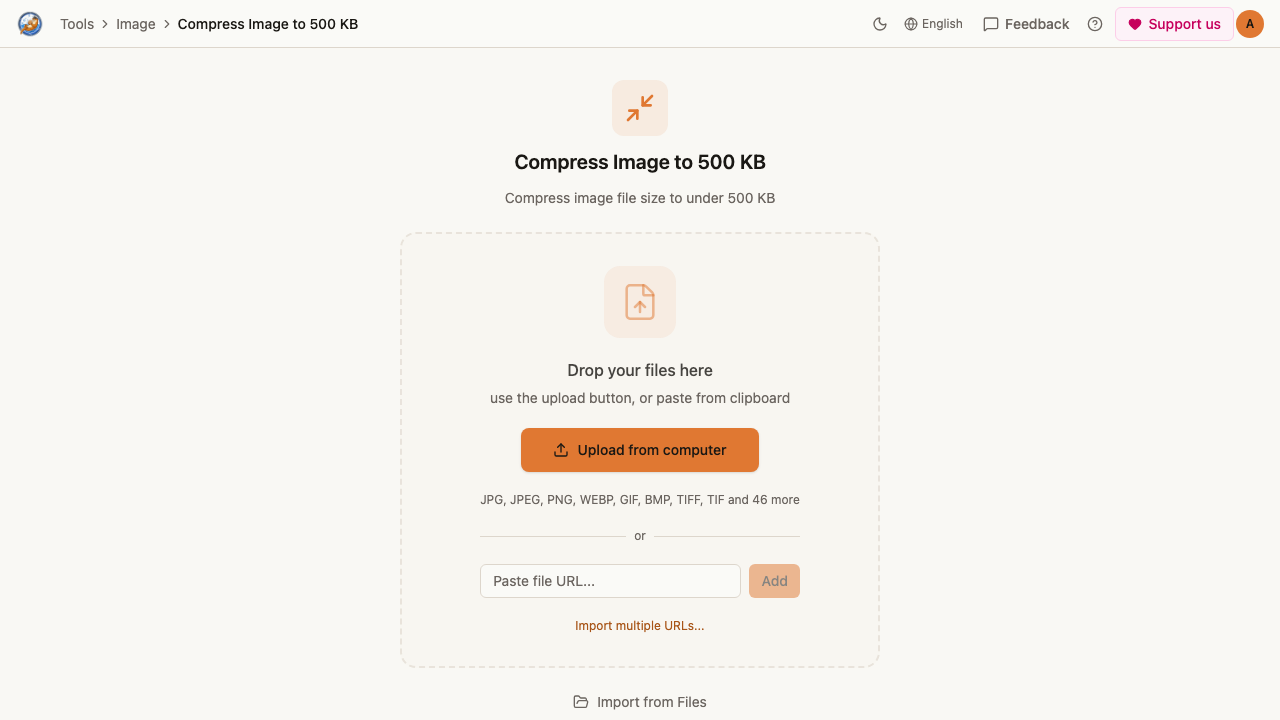 Tools > Image > Compress Image to 500 KB
English
Feedback
Support us
A
Compress Image to 500 KB
Compress image file size to under 500 KB
Drop your files here
use the upload button, or paste from clipboard
Upload from computer
JPG, JPEG, PNG, WEBP, GIF, BMP, TIFF, TIF and 46 more
or
Paste file URL...
Add
Import multiple URLs...
Import from Files